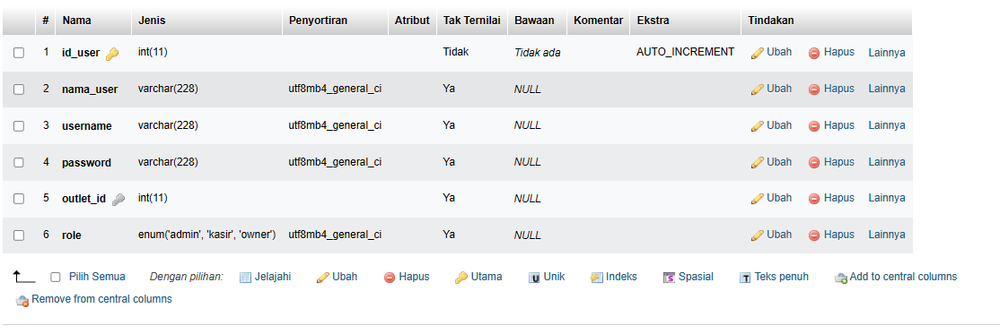 # Nama Jenis Penyortiran Atribut Tak Ternilai Bawaan Komentar Ekstra Tindakan
1 id_user int(11) Tidak Tidak ada AUTO_INCREMENT Ubah Hapus Lainnya
2 nama_user varchar(228) utf8mb4_general_ci Ya NULL Ubah Hapus Lainnya
3 username varchar(228) utf8mb4_general_ci Ya NULL Ubah Hapus Lainnya
4 password varchar(228) utf8mb4_general_ci Ya NULL Ubah Hapus Lainnya
5 outlet_id int(11) Ya NULL Ubah Hapus Lainnya
6 role enum('admin', 'kasir', 'owner') utf8mb4_general_ci Ya NULL Ubah Hapus Lainnya
Pilih Semua Dengan pilihan: Jelajahi Ubah Hapus Utama Unik Indeks Spasial Teks penuh Add to central columns
Remove from central columns